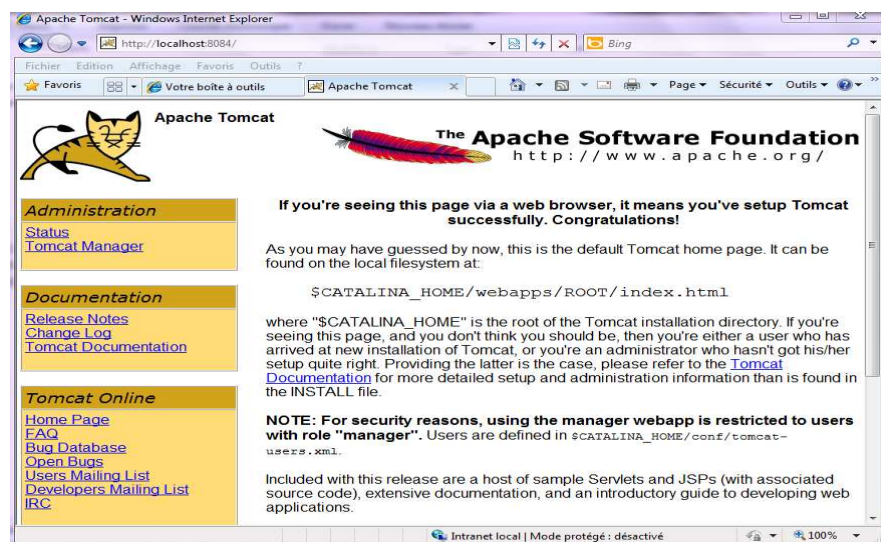 Apache Tomcat - Windows Internet Explorer
http://localhost:8084/
Bing
Fichier Edition Affichage Favoris Outils ?
Favoris
Votre boîte à outils
Apache Tomcat
Page
Sécurité
Outils
Apache Tomcat
The Apache Software Foundation
http://www.apache.org/
Administration
Status
Tomcat Manager
Documentation
Release Notes
Change Log
Tomcat Documentation
Tomcat Online
Home Page
FAQ
Bug Database
Open Bugs
Users Mailing List
Developers Mailing List
IRC
If you're seeing this page via a web browser, it means you've setup Tomcat
successfully. Congratulations!
As you may have guessed by now, this is the default Tomcat home page. It can be
found on the local filesystem at:
$CATALINA_HOME/webapps/ROOT/index.html
where "$CATALINA_HOME" is the root of the Tomcat installation directory. If you're
seeing this page, and you don't think you should be, then you're either a user who has
arrived at new installation of Tomcat, or you're an administrator who hasn't got his/her
setup quite right. Providing the latter is the case, please refer to the Tomcat
Documentation for more detailed setup and administration information than is found in
the INSTALL file.
NOTE: For security reasons, using the manager webapp is restricted to users
with role "manager". Users are defined in $CATALINA_HOME/conf/tomcat-
users.xml.
Included with this release are a host of sample Servlets and JSPs (with associated
source code), extensive documentation, and an introductory guide to developing web
applications.
Intranet local | Mode protégé : désactivé
100%